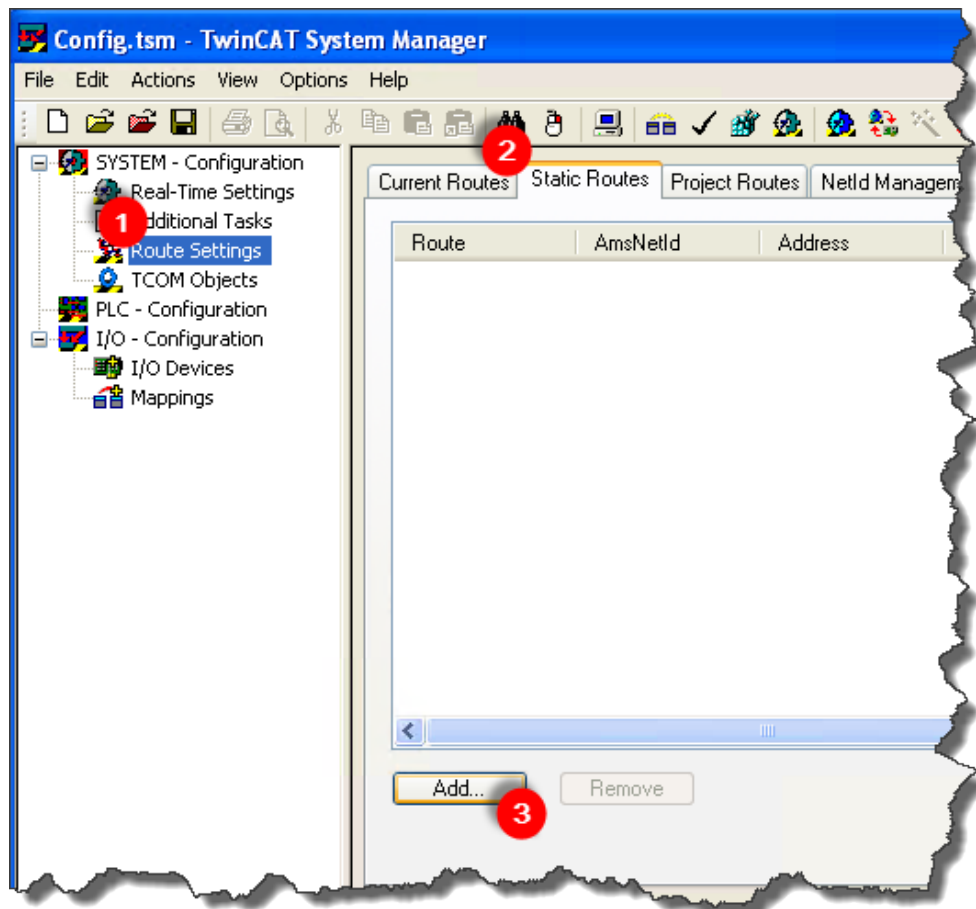 Config.tsm - TwinCAT System Manager
File Edit Actions View Options Help
SYSTEM - Configuration
Real-Time Settings
1
dditional Tasks
Route Settings
TCOM Objects
PLC - Configuration
I/O - Configuration
I/O Devices
Mappings
2
Current Routes Static Routes Project Routes NetId Managem
Route AmsNetId Address
Add... Remove
3